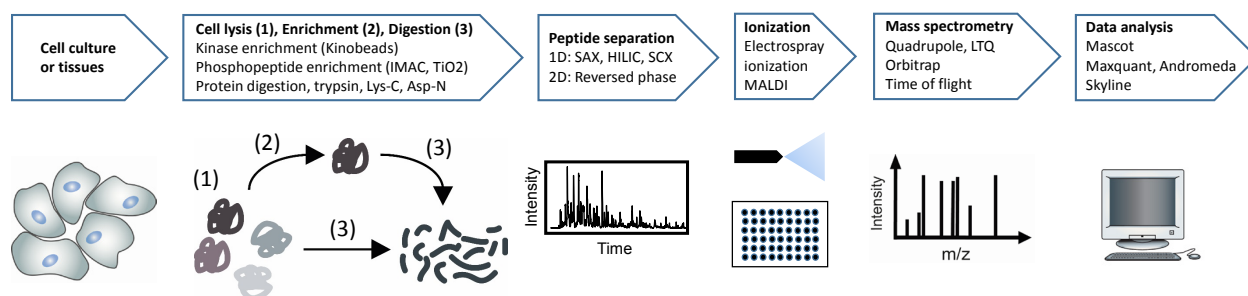 Cell culture
or tissues
Cell lysis (1), Enrichment (2), Digestion (3)
Kinase enrichment (Kinobeads)
Phosphopeptide enrichment (IMAC, TiO2)
Protein digestion, trypsin, Lys-C, Asp-N
Peptide separation
1D: SAX, HILIC, SCX
2D: Reversed phase
Ionization
Electrospray
ionization
MALDI
Mass spectrometry
Quadrupole, LTQ
Orbitrap
Time of flight
Data analysis
Mascot
Maxquant, Andromeda
Skyline
(1)
(2)
(3)
(3)
Intensity
Time
Intensity
m/z